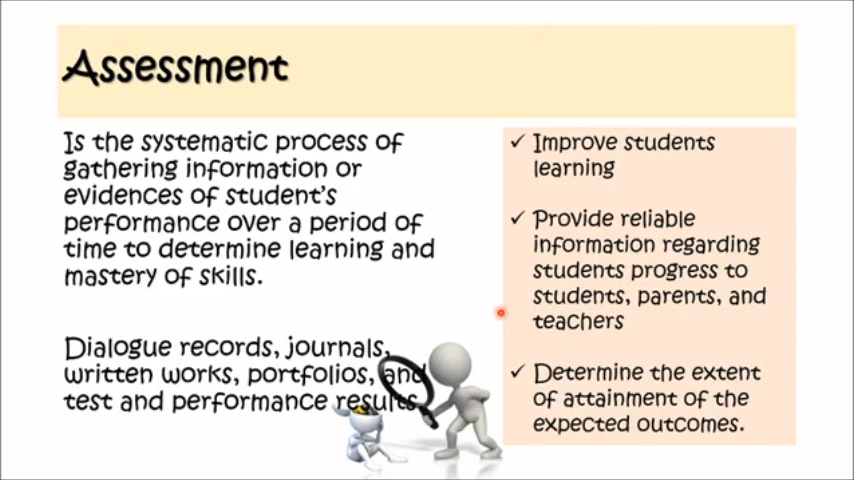 Assessment
Is the systematic process of
gathering information or
evidences of student's
performance over a period of
time to determine learning and
mastery of skills.
Dialogue records, journals,
written works, portfolios, and
test and performance results.
✓ Improve students
learning
✓ Provide reliable
information regarding
students progress to
students, parents, and
teachers
✓ Determine the extent
of attainment of the
expected outcomes.